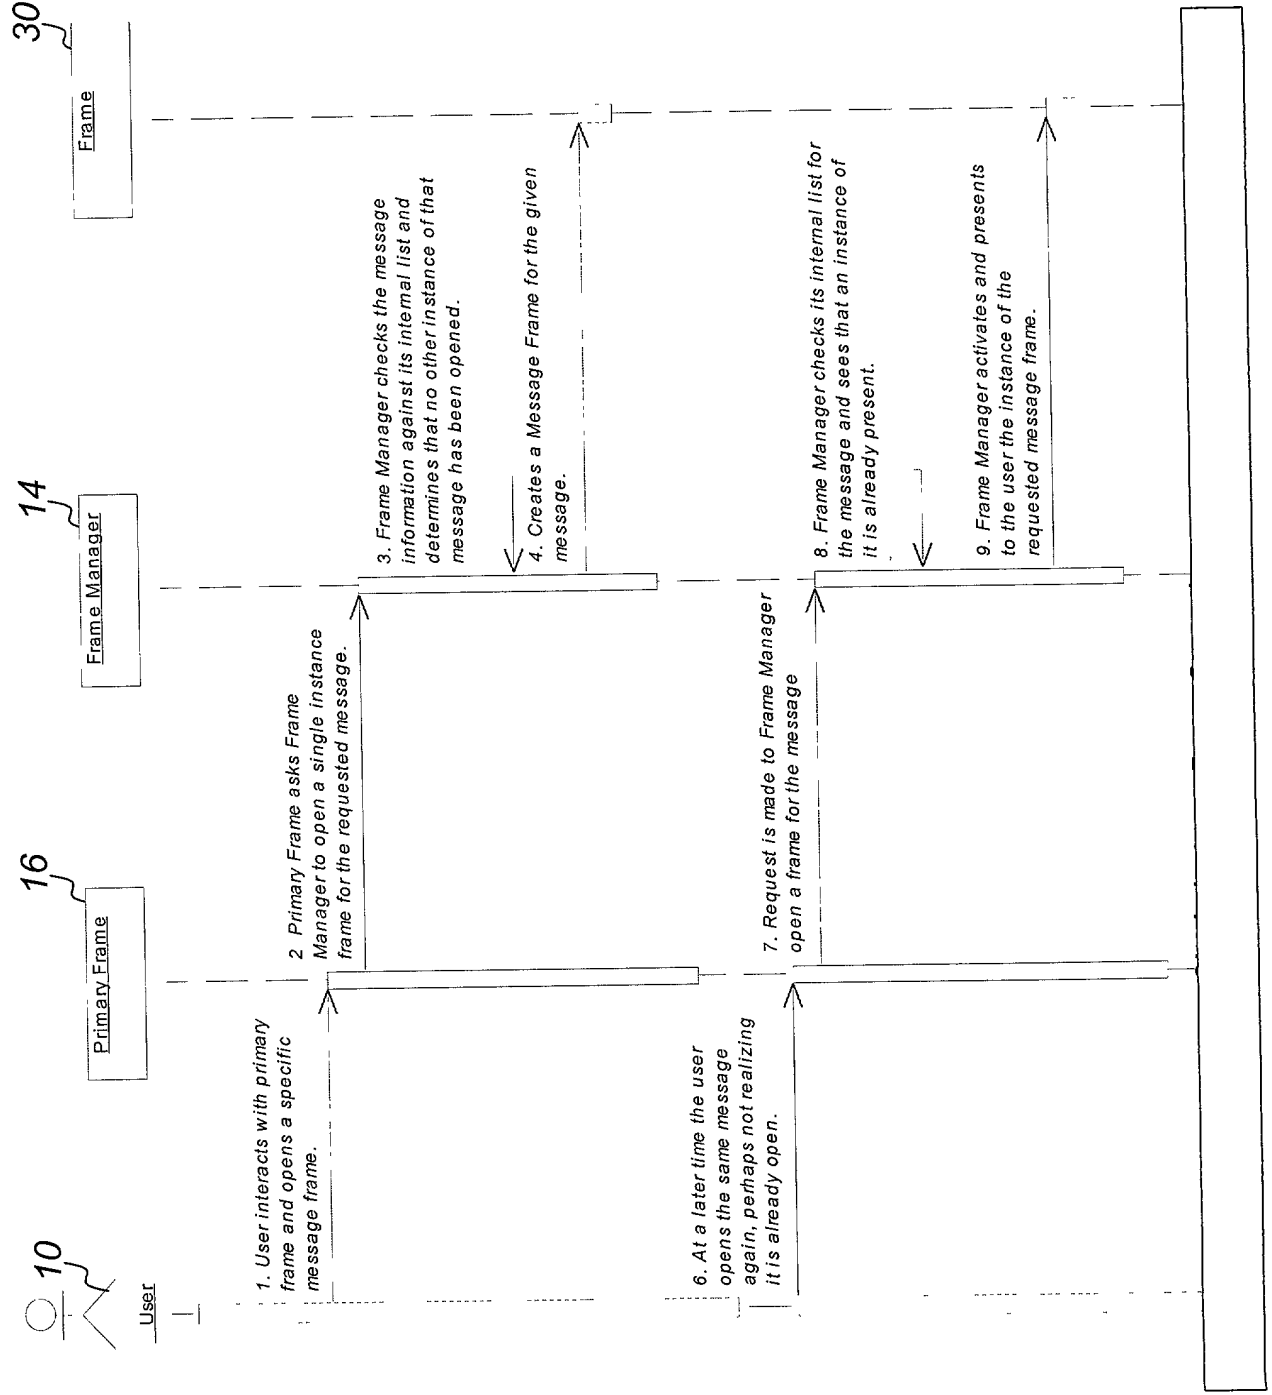 10
User
16
Primary Frame
14
Frame Manager
30
Frame
1. User interacts with primary
frame and opens a specific
message frame.
2 Primary Frame asks Frame
Manager to open a single instance
frame for the requested message.
3. Frame Manager checks the message
information against its internal list and
determines that no other instance of that
message has been opened.
4. Creates a Message Frame for the given
message.
6. At a later time the user
opens the same message
again, perhaps not realizing
it is already open.
7. Request is made to Frame Manager
open a frame for the message
8. Frame Manager checks its internal list for
the message and sees that an instance of
it is already present.
9. Frame Manager activates and presents
to the user the instance of the
requested message frame.